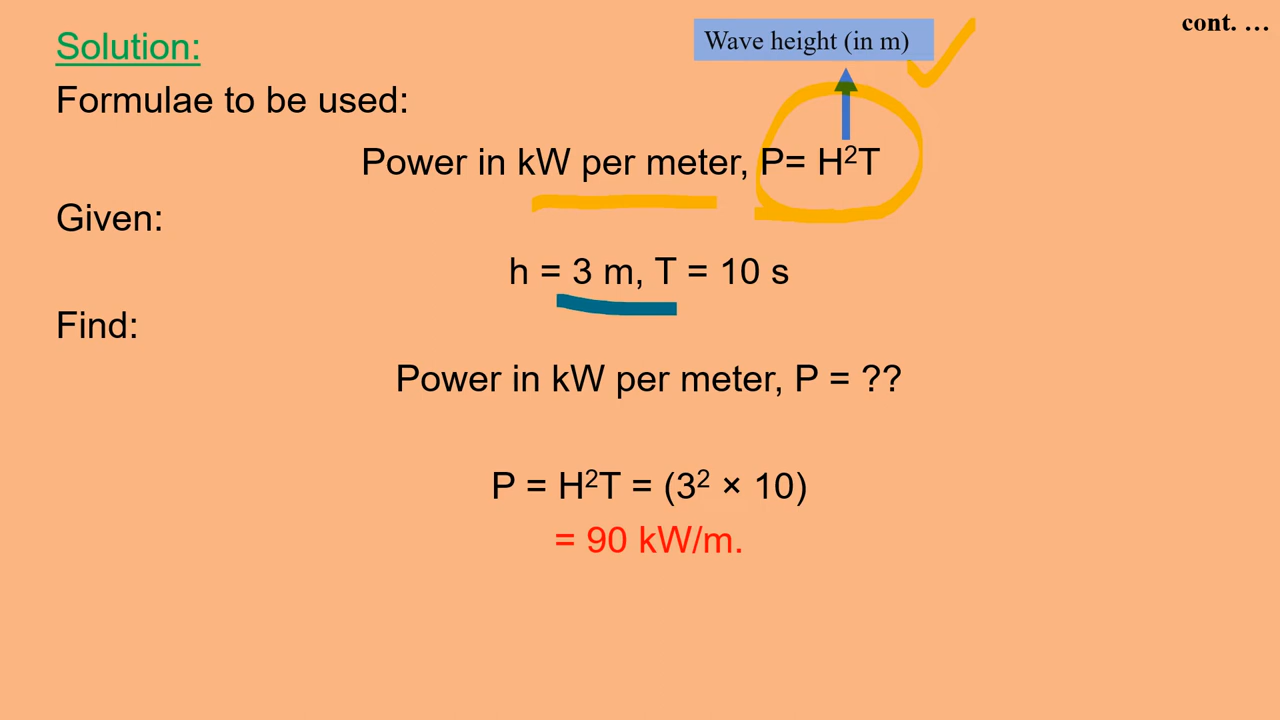 cont. ...
Solution:
Wave height (in m)
Formulae to be used:
Power in kW per meter, P= H²T
Given:
h = 3 m, T = 10 s
Find:
Power in kW per meter, P = ??
P = H²T = (3² × 10)
= 90 kW/m.